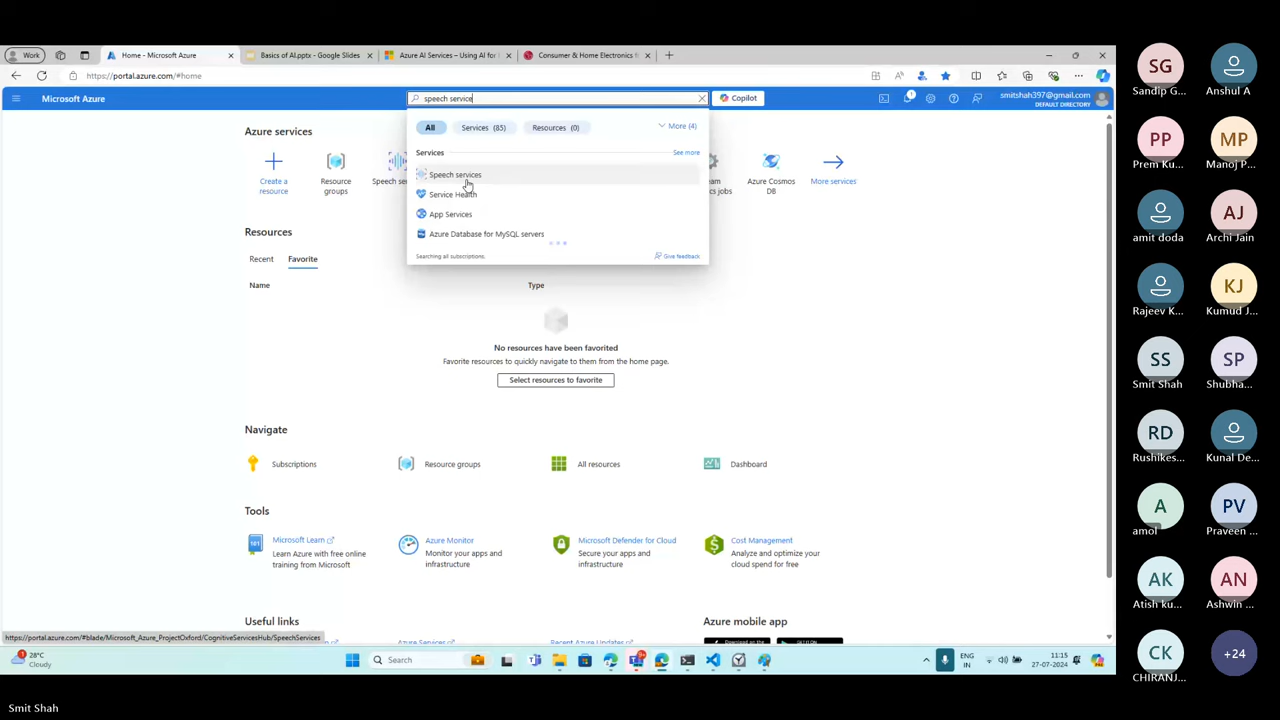 Work
Home - Microsoft Azure
Basics of AI.pptx - Google Slides
Azure AI Services – Using AI for I
Consumer & Home Electronics fr
https://portal.azure.com/#home
Microsoft Azure
speech service
Copilot
smitshah397@gmail.com
DEFAULT DIRECTORY
All
Services (85)
Resources (0)
More (4)
Services
See more
Speech services
Service Health
App Services
Azure Database for MySQL servers
Searching all subscriptions.
Give feedback
Azure services
Create a
resource
Resource
groups
Speech se
Azure Cosmos
DB
More services
Resources
Recent
Favorite
Name
Type
No resources have been favorited
Favorite resources to quickly navigate to them from the home page.
Select resources to favorite
Navigate
Subscriptions
Resource groups
All resources
Dashboard
Tools
Microsoft Learn
Learn Azure with free online
training from Microsoft
Azure Monitor
Monitor your apps and
infrastructure
Microsoft Defender for Cloud
Secure your apps and
infrastructure
Cost Management
Analyze and optimize your
cloud spend for free
Useful links
Azure mobile app
https://portal.azure.com/#blade/Microsoft_Azure_ProjectOxford/CognitiveServicesHub/SpeechServices
Azure Services
Recent Azure Updates
28°C
Cloudy
Search
ENG
IN
11:15
27-07-2024
SG
Sandip G...
Anshul A
PP
Prem Ku...
MP
Manoj P...
amit doda
AJ
Archi Jain
Rajeev K...
KJ
Kumud J...
SS
Smit Shah
SP
Shubha...
RD
Rushikes...
Kunal De...
A
amol
PV
Praveen ...
AK
Atish ku...
AN
Ashwin ...
CK
CHIRANJ...
+24
Smit Shah